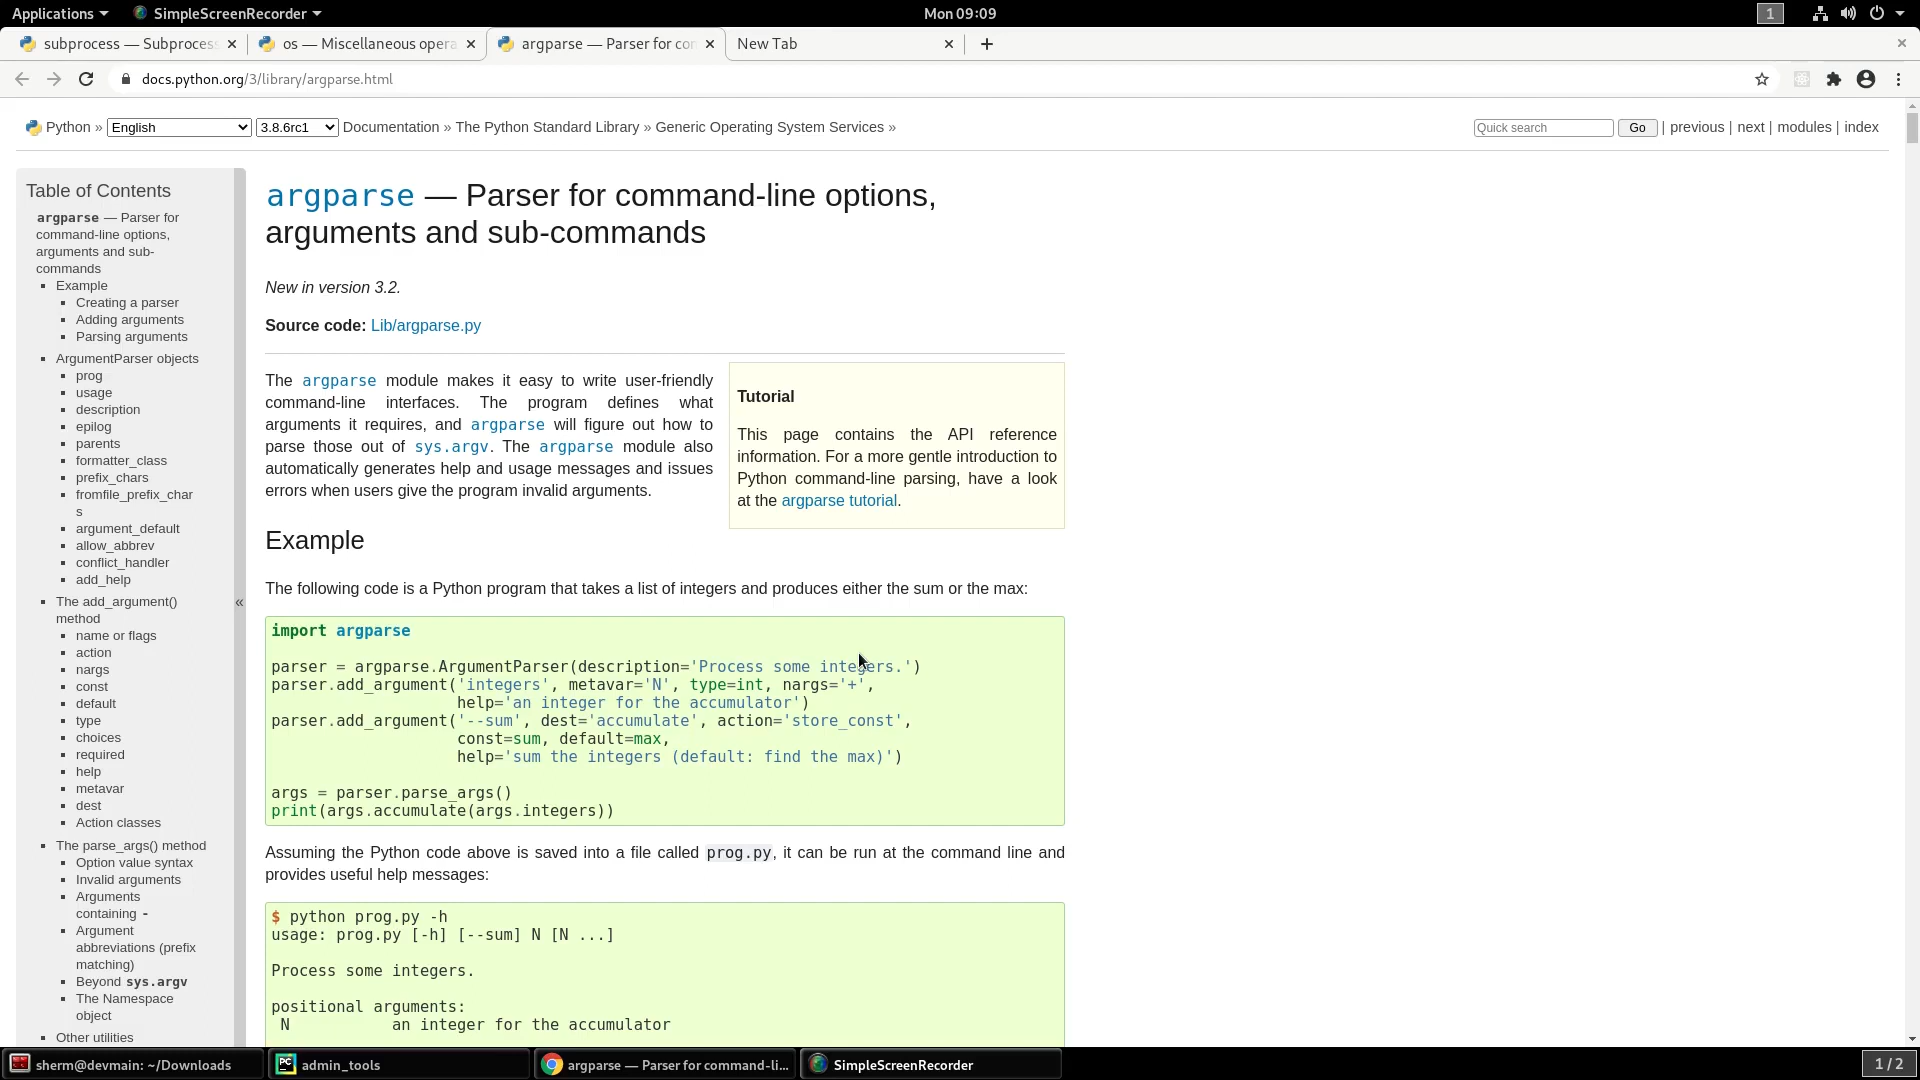 Applications SimpleScreenRecorder Mon 09:09 1
subprocess — Subprocess os — Miscellaneous opera argparse — Parser for con New Tab
docs.python.org/3/library/argparse.html
Python » English 3.8.6rc1 Documentation » The Python Standard Library » Generic Operating System Services » Quick search Go | previous | next | modules | index
Table of Contents
argparse — Parser for
command-line options,
arguments and sub-
commands
Example
Creating a parser
Adding arguments
Parsing arguments
ArgumentParser objects
prog
usage
description
epilog
parents
formatter_class
prefix_chars
fromfile_prefix_char
s
argument_default
allow_abbrev
conflict_handler
add_help
The add_argument()
method
name or flags
action
nargs
const
default
type
choices
required
help
metavar
dest
Action classes
The parse_args() method
Option value syntax
Invalid arguments
Arguments
containing -
Argument
abbreviations (prefix
matching)
Beyond sys.argv
The Namespace
object
Other utilities
«
argparse — Parser for command-line options,
arguments and sub-commands
New in version 3.2.
Source code: Lib/argparse.py
The argparse module makes it easy to write user-friendly
command-line interfaces. The program defines what
arguments it requires, and argparse will figure out how to
parse those out of sys.argv. The argparse module also
automatically generates help and usage messages and issues
errors when users give the program invalid arguments.
Tutorial
This page contains the API reference
information. For a more gentle introduction to
Python command-line parsing, have a look
at the argparse tutorial.
Example
The following code is a Python program that takes a list of integers and produces either the sum or the max:
import argparse
parser = argparse.ArgumentParser(description='Process some integers.')
parser.add_argument('integers', metavar='N', type=int, nargs='+',
help='an integer for the accumulator')
parser.add_argument('--sum', dest='accumulate', action='store_const',
const=sum, default=max,
help='sum the integers (default: find the max)')
args = parser.parse_args()
print(args.accumulate(args.integers))
Assuming the Python code above is saved into a file called prog.py, it can be run at the command line and
provides useful help messages:
$ python prog.py -h
usage: prog.py [-h] [--sum] N [N ...]
Process some integers.
positional arguments:
N an integer for the accumulator
sherm@devmain: ~/Downloads admin_tools argparse — Parser for command-li... SimpleScreenRecorder 1 / 2